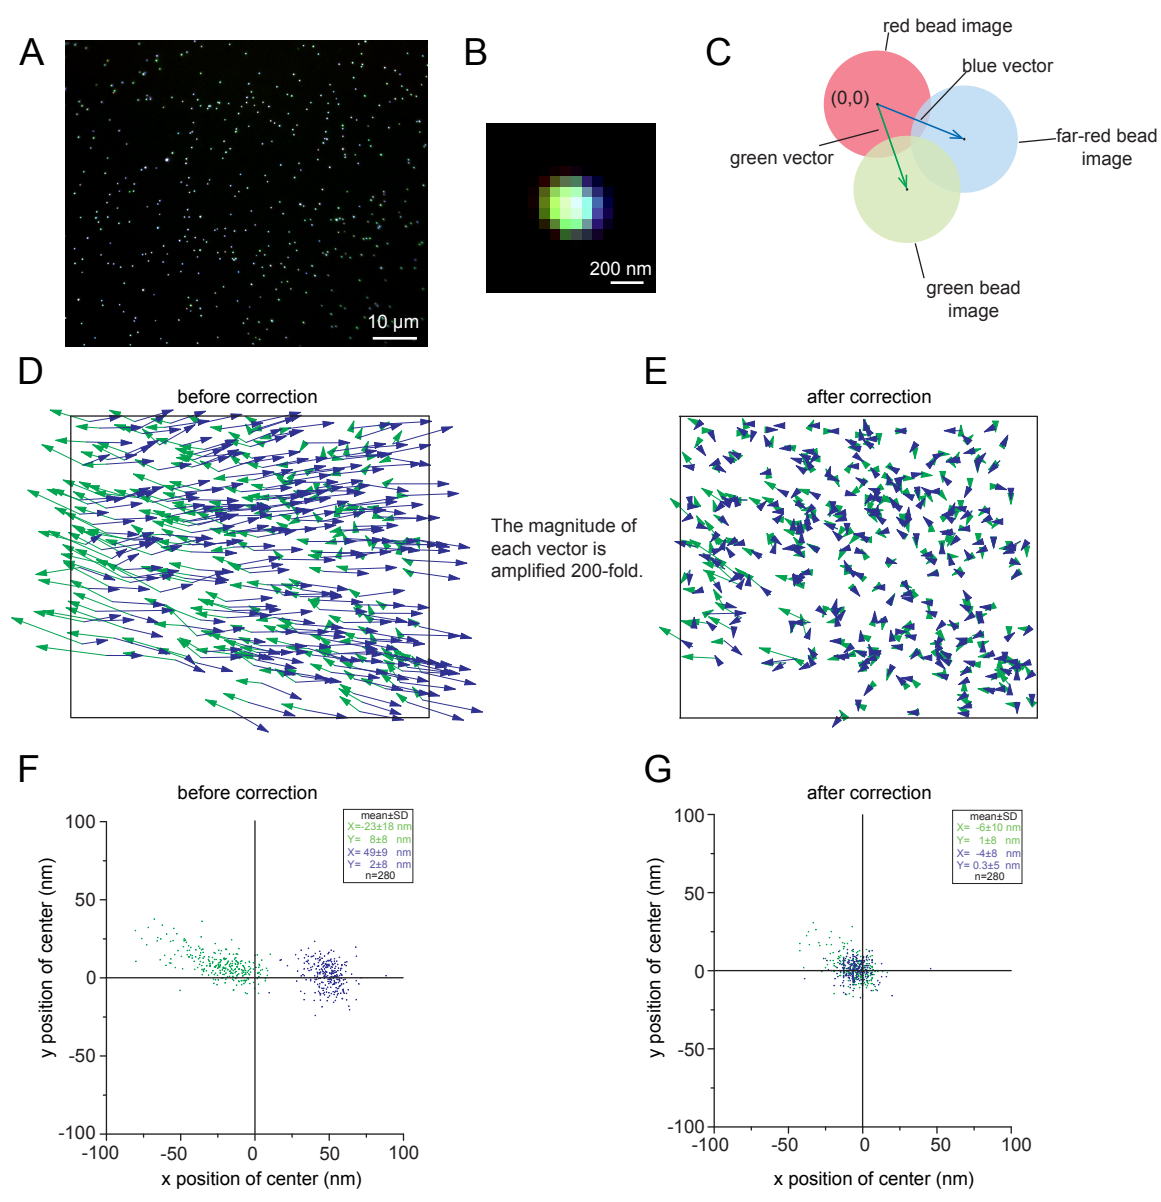 A
10 µm
B
200 nm
C
red bead image
blue vector
(0,0)
green vector
far-red bead
image
green bead
image
D
before correction
The magnitude of
each vector is
amplified 200-fold.
E
after correction
F
before correction
mean±SD
X=-23±18 nm
Y= 8±8 nm
X= 49±9 nm
Y= 2±8 nm
n=280
100
50
0
-50
-100
-100
-50
0
50
100
y position of center (nm)
x position of center (nm)
G
after correction
mean±SD
X= -6±10 nm
Y= 1±8 nm
X= -4±8 nm
Y= 0.3±5 nm
n=280
100
50
0
-50
-100
-100
-50
0
50
100
y position of center (nm)
x position of center (nm)